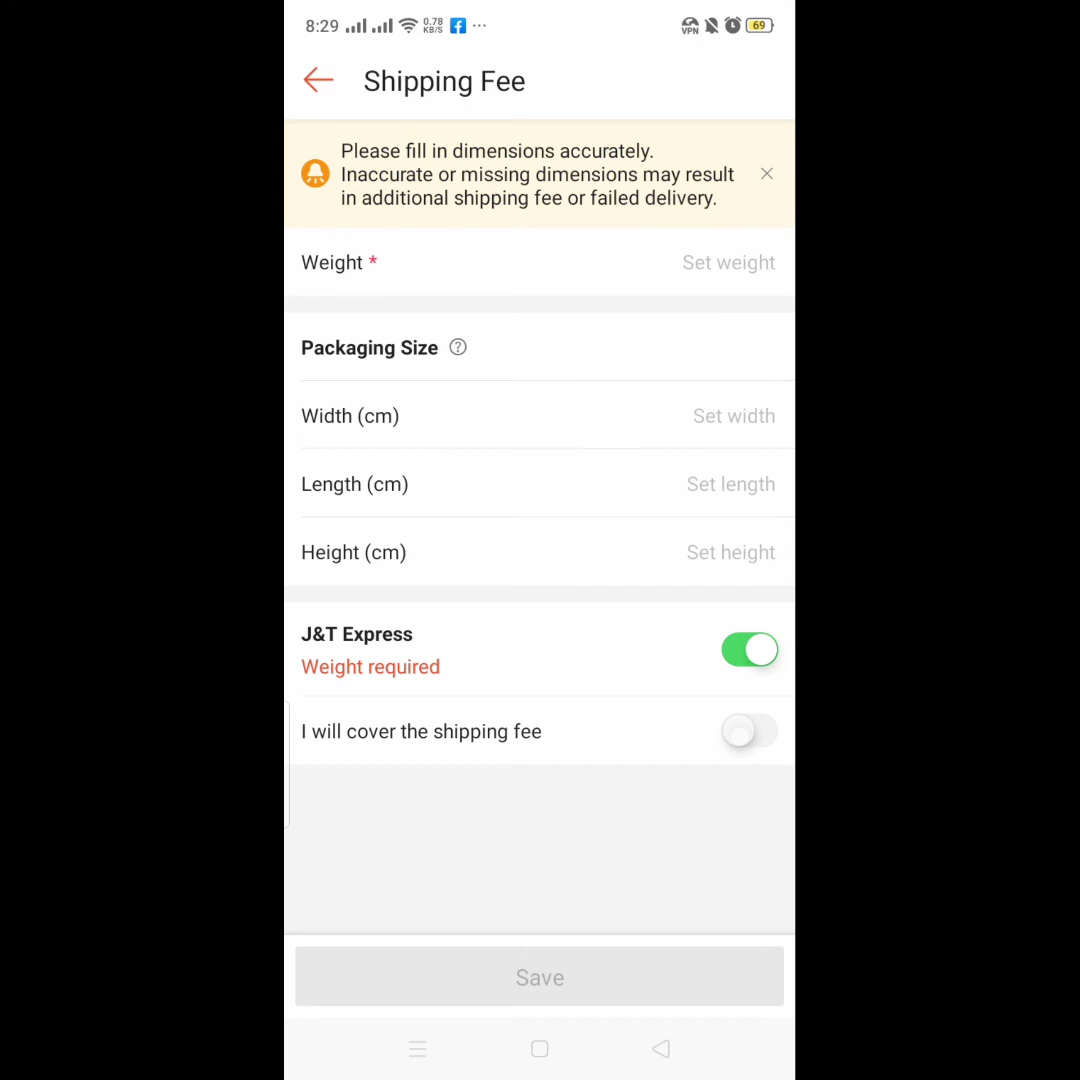 8:29 0.78 KB/S ... VPN 69
Shipping Fee
Please fill in dimensions accurately.
Inaccurate or missing dimensions may result
in additional shipping fee or failed delivery.
Weight * Set weight
Packaging Size ?
Width (cm) Set width
Length (cm) Set length
Height (cm) Set height
J&T Express
Weight required
I will cover the shipping fee
Save